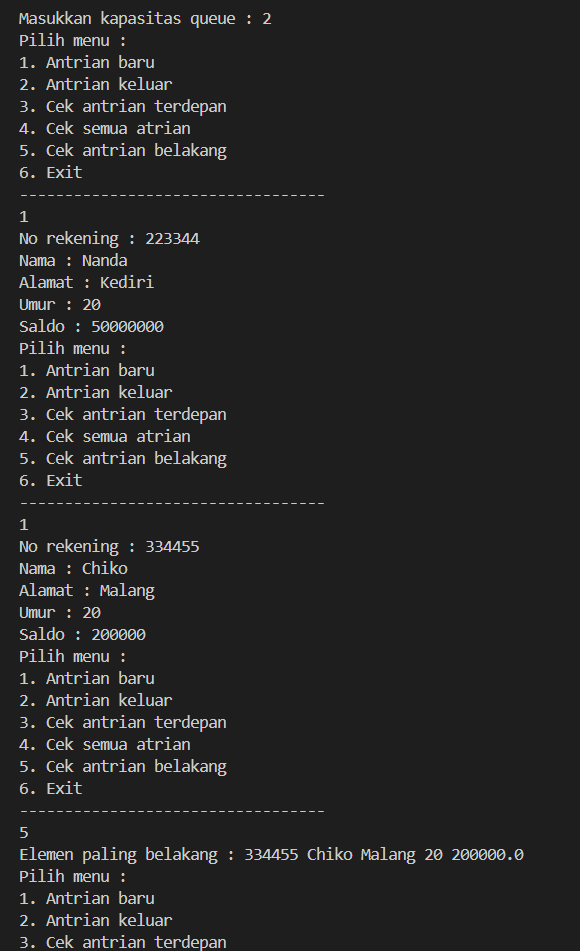 Masukkan kapasitas queue : 2
Pilih menu :
1. Antrian baru
2. Antrian keluar
3. Cek antrian terdepan
4. Cek semua atrian
5. Cek antrian belakang
6. Exit
----------------------------------
1
No rekening : 223344
Nama : Nanda
Alamat : Kediri
Umur : 20
Saldo : 50000000
Pilih menu :
1. Antrian baru
2. Antrian keluar
3. Cek antrian terdepan
4. Cek semua atrian
5. Cek antrian belakang
6. Exit
----------------------------------
1
No rekening : 334455
Nama : Chiko
Alamat : Malang
Umur : 20
Saldo : 200000
Pilih menu :
1. Antrian baru
2. Antrian keluar
3. Cek antrian terdepan
4. Cek semua atrian
5. Cek antrian belakang
6. Exit
----------------------------------
5
Elemen paling belakang : 334455 Chiko Malang 20 200000.0
Pilih menu :
1. Antrian baru
2. Antrian keluar
3. Cek antrian terdepan